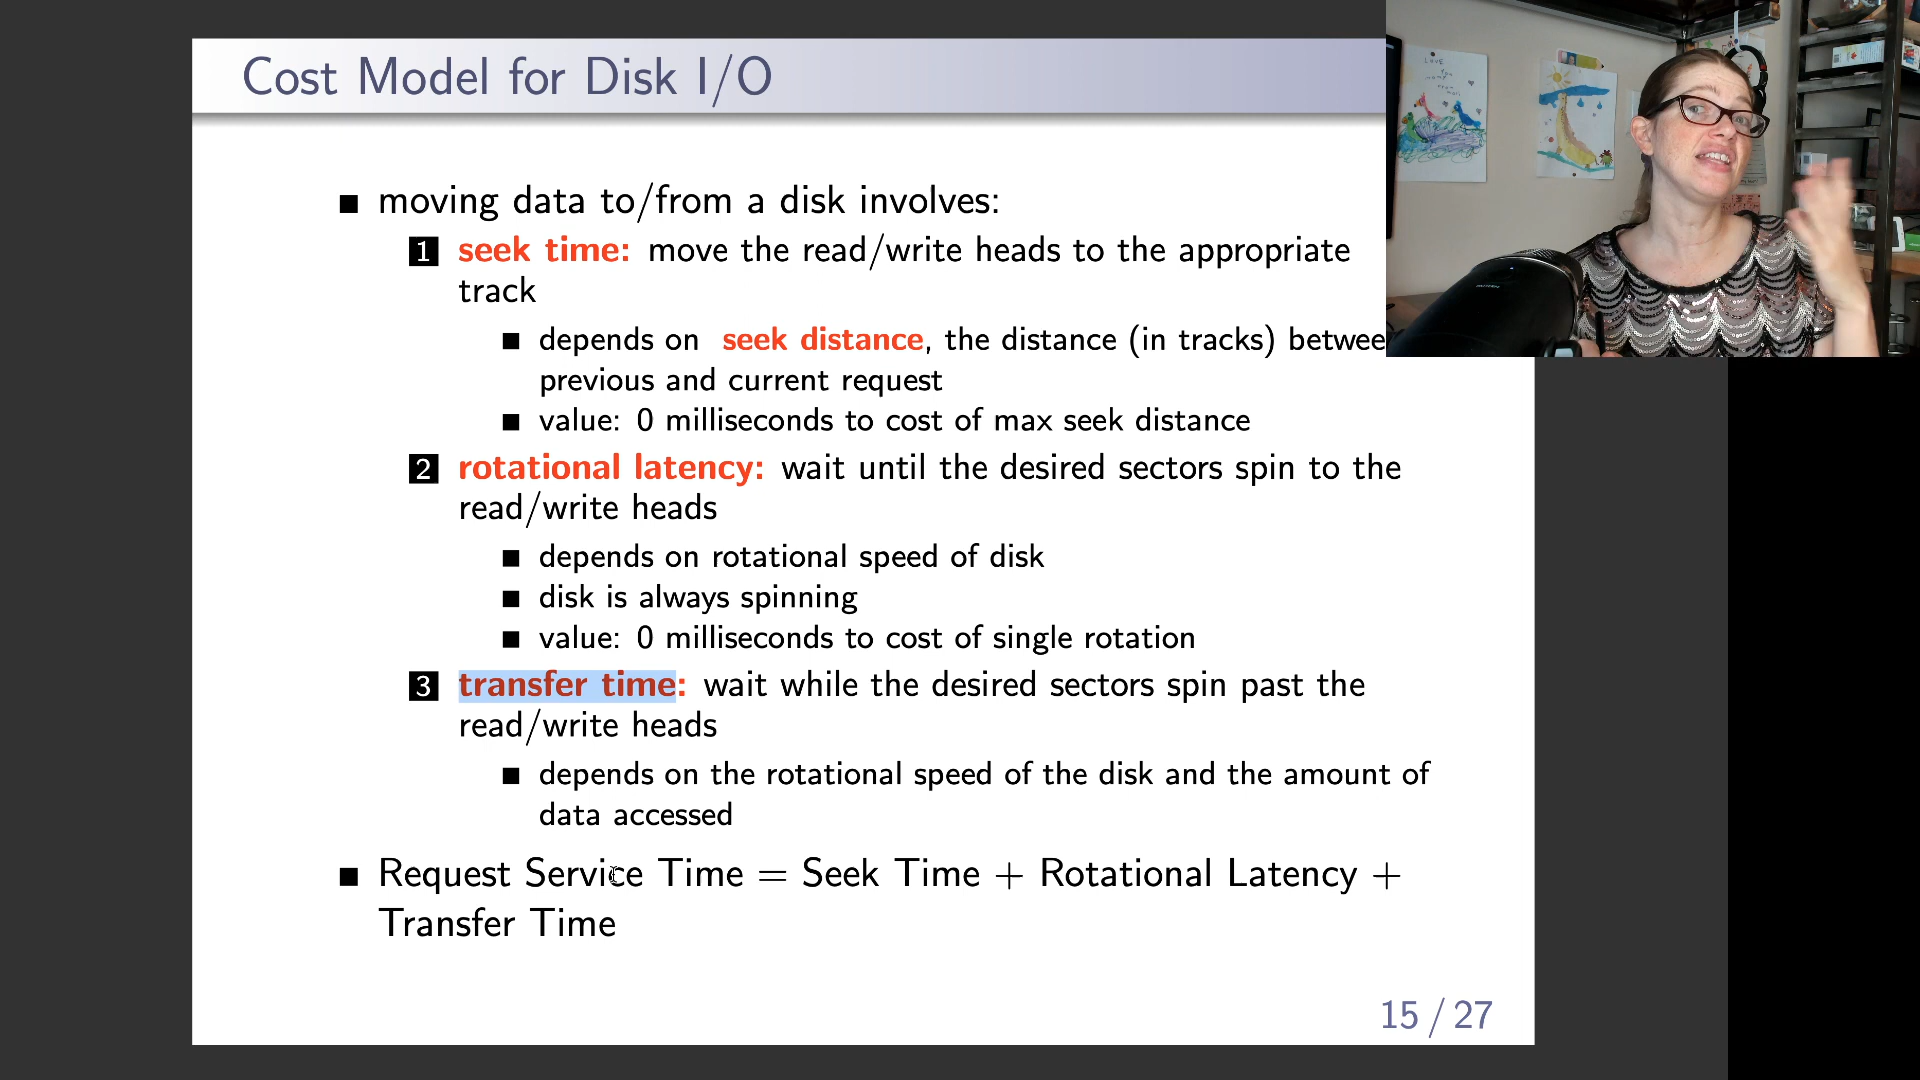 Cost Model for Disk I/O
■ moving data to/from a disk involves:
1 seek time: move the read/write heads to the appropriate
track
■ depends on seek distance, the distance (in tracks) betwee
previous and current request
■ value: 0 milliseconds to cost of max seek distance
2 rotational latency: wait until the desired sectors spin to the
read/write heads
■ depends on rotational speed of disk
■ disk is always spinning
■ value: 0 milliseconds to cost of single rotation
3 transfer time: wait while the desired sectors spin past the
read/write heads
■ depends on the rotational speed of the disk and the amount of
data accessed
■ Request Service Time = Seek Time + Rotational Latency +
Transfer Time
15 / 27